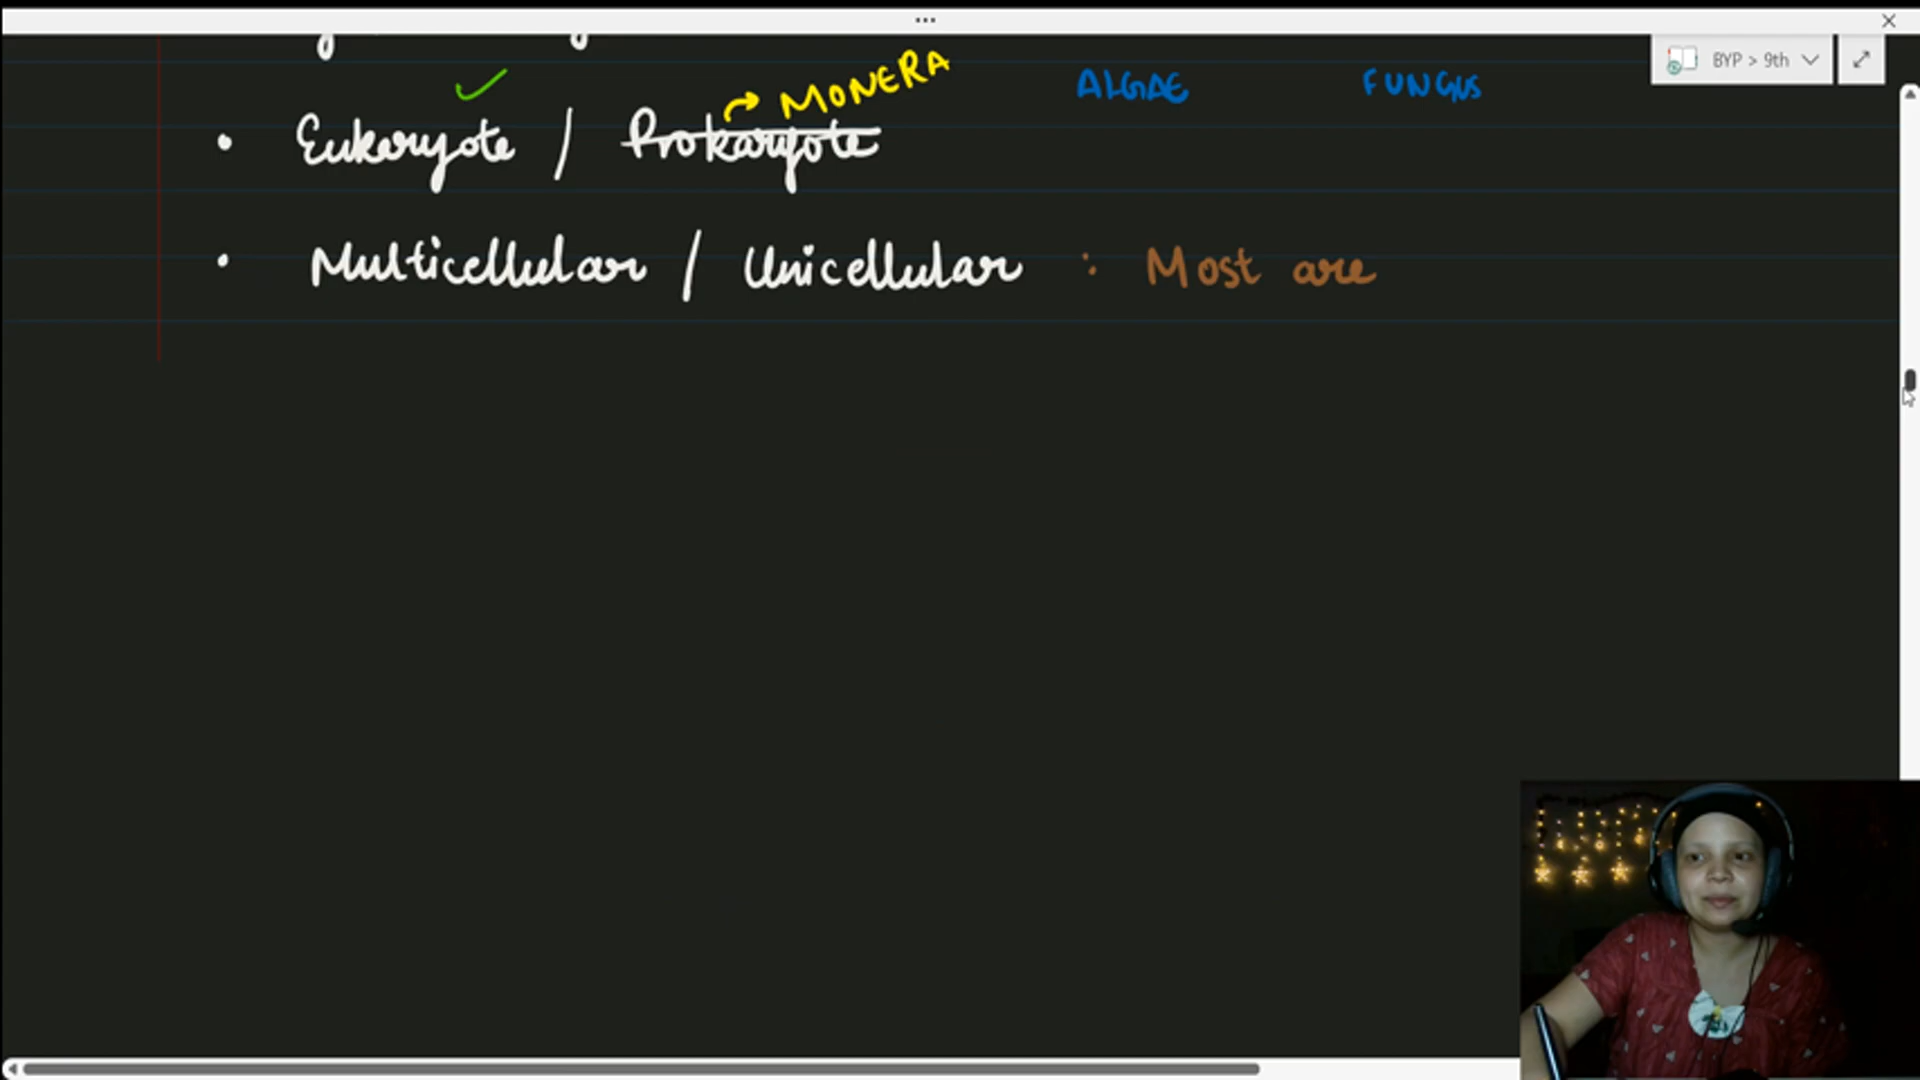 BYP > 9th
MONERA ALGAE FUNGUS
• Eukaryote / Prokaryote
• Multicellular / Unicellular : Most are